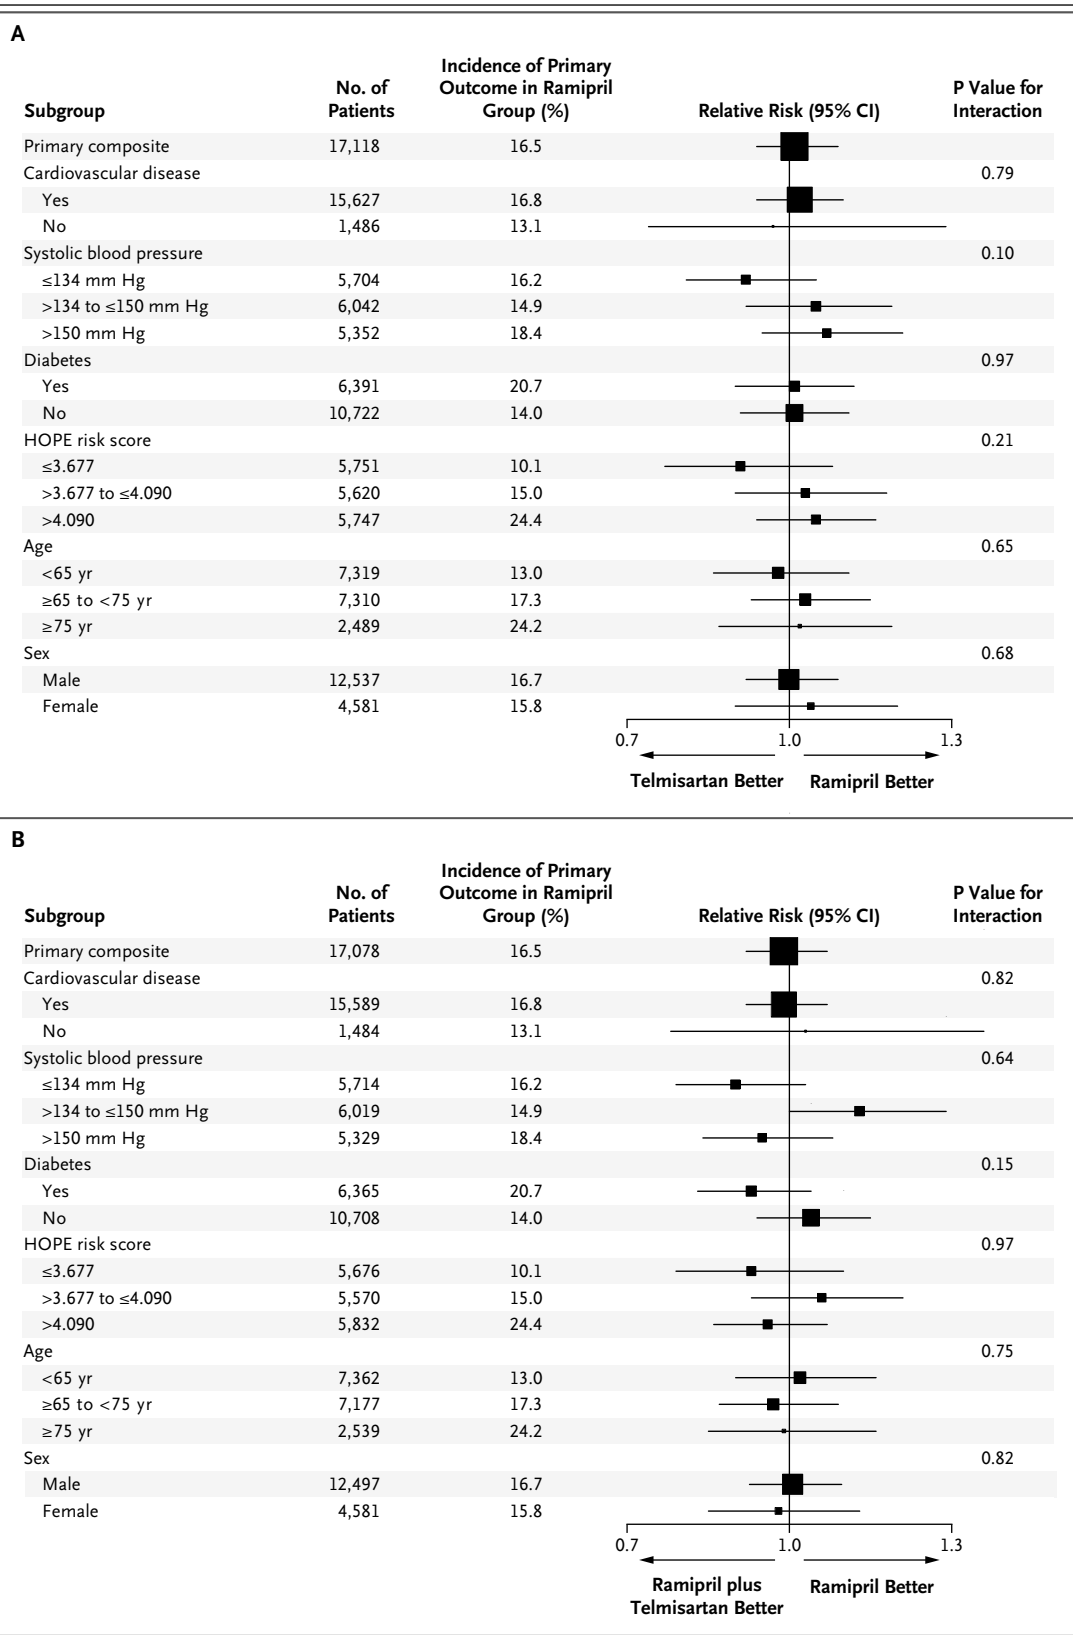 A
Subgroup No. of Patients Incidence of Primary Outcome in Ramipril Group (%) Relative Risk (95% CI) P Value for Interaction
Primary composite 17,118 16.5
Cardiovascular disease 0.79
Yes 15,627 16.8
No 1,486 13.1
Systolic blood pressure 0.10
≤134 mm Hg 5,704 16.2
>134 to ≤150 mm Hg 6,042 14.9
>150 mm Hg 5,352 18.4
Diabetes 0.97
Yes 6,391 20.7
No 10,722 14.0
HOPE risk score 0.21
≤3.677 5,751 10.1
>3.677 to ≤4.090 5,620 15.0
>4.090 5,747 24.4
Age 0.65
<65 yr 7,319 13.0
≥65 to <75 yr 7,310 17.3
≥75 yr 2,489 24.2
Sex 0.68
Male 12,537 16.7
Female 4,581 15.8
0.7 1.0 1.3
Telmisartan Better Ramipril Better
B
Subgroup No. of Patients Incidence of Primary Outcome in Ramipril Group (%) Relative Risk (95% CI) P Value for Interaction
Primary composite 17,078 16.5
Cardiovascular disease 0.82
Yes 15,589 16.8
No 1,484 13.1
Systolic blood pressure 0.64
≤134 mm Hg 5,714 16.2
>134 to ≤150 mm Hg 6,019 14.9
>150 mm Hg 5,329 18.4
Diabetes 0.15
Yes 6,365 20.7
No 10,708 14.0
HOPE risk score 0.97
≤3.677 5,676 10.1
>3.677 to ≤4.090 5,570 15.0
>4.090 5,832 24.4
Age 0.75
<65 yr 7,362 13.0
≥65 to <75 yr 7,177 17.3
≥75 yr 2,539 24.2
Sex 0.82
Male 12,497 16.7
Female 4,581 15.8
0.7 1.0 1.3
Ramipril plus Telmisartan Better Ramipril Better